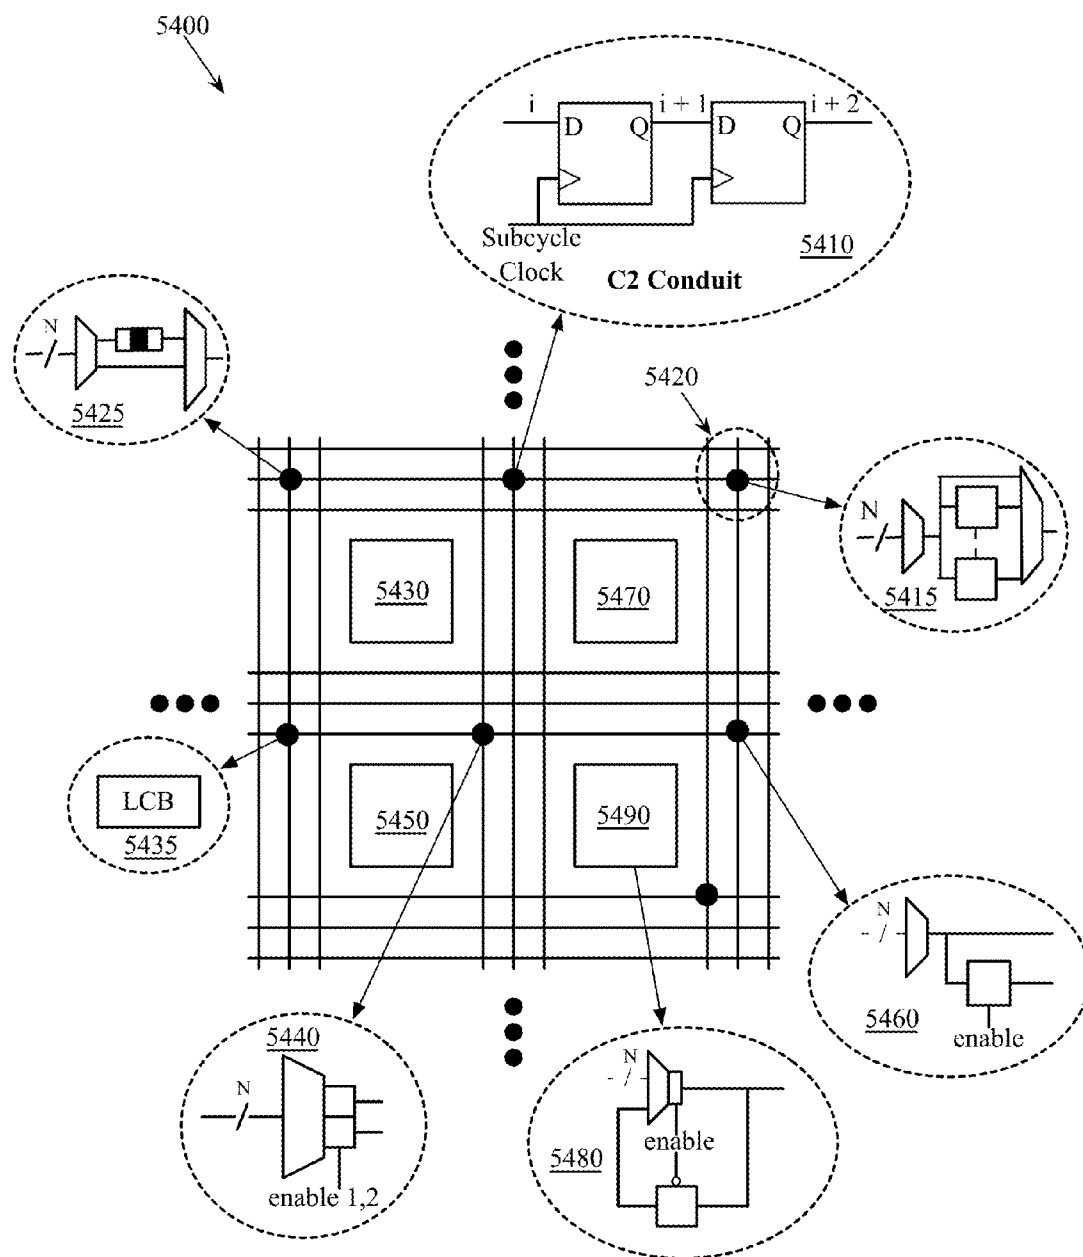 5400
i
i + 1
i + 2
D
Q
D
Q
Subcycle
Clock
5410
C2 Conduit
N
5425
5420
N
5415
5430
5470
LCB
5435
5450
5490
N
5460
enable
5440
N
enable 1,2
N
enable
5480